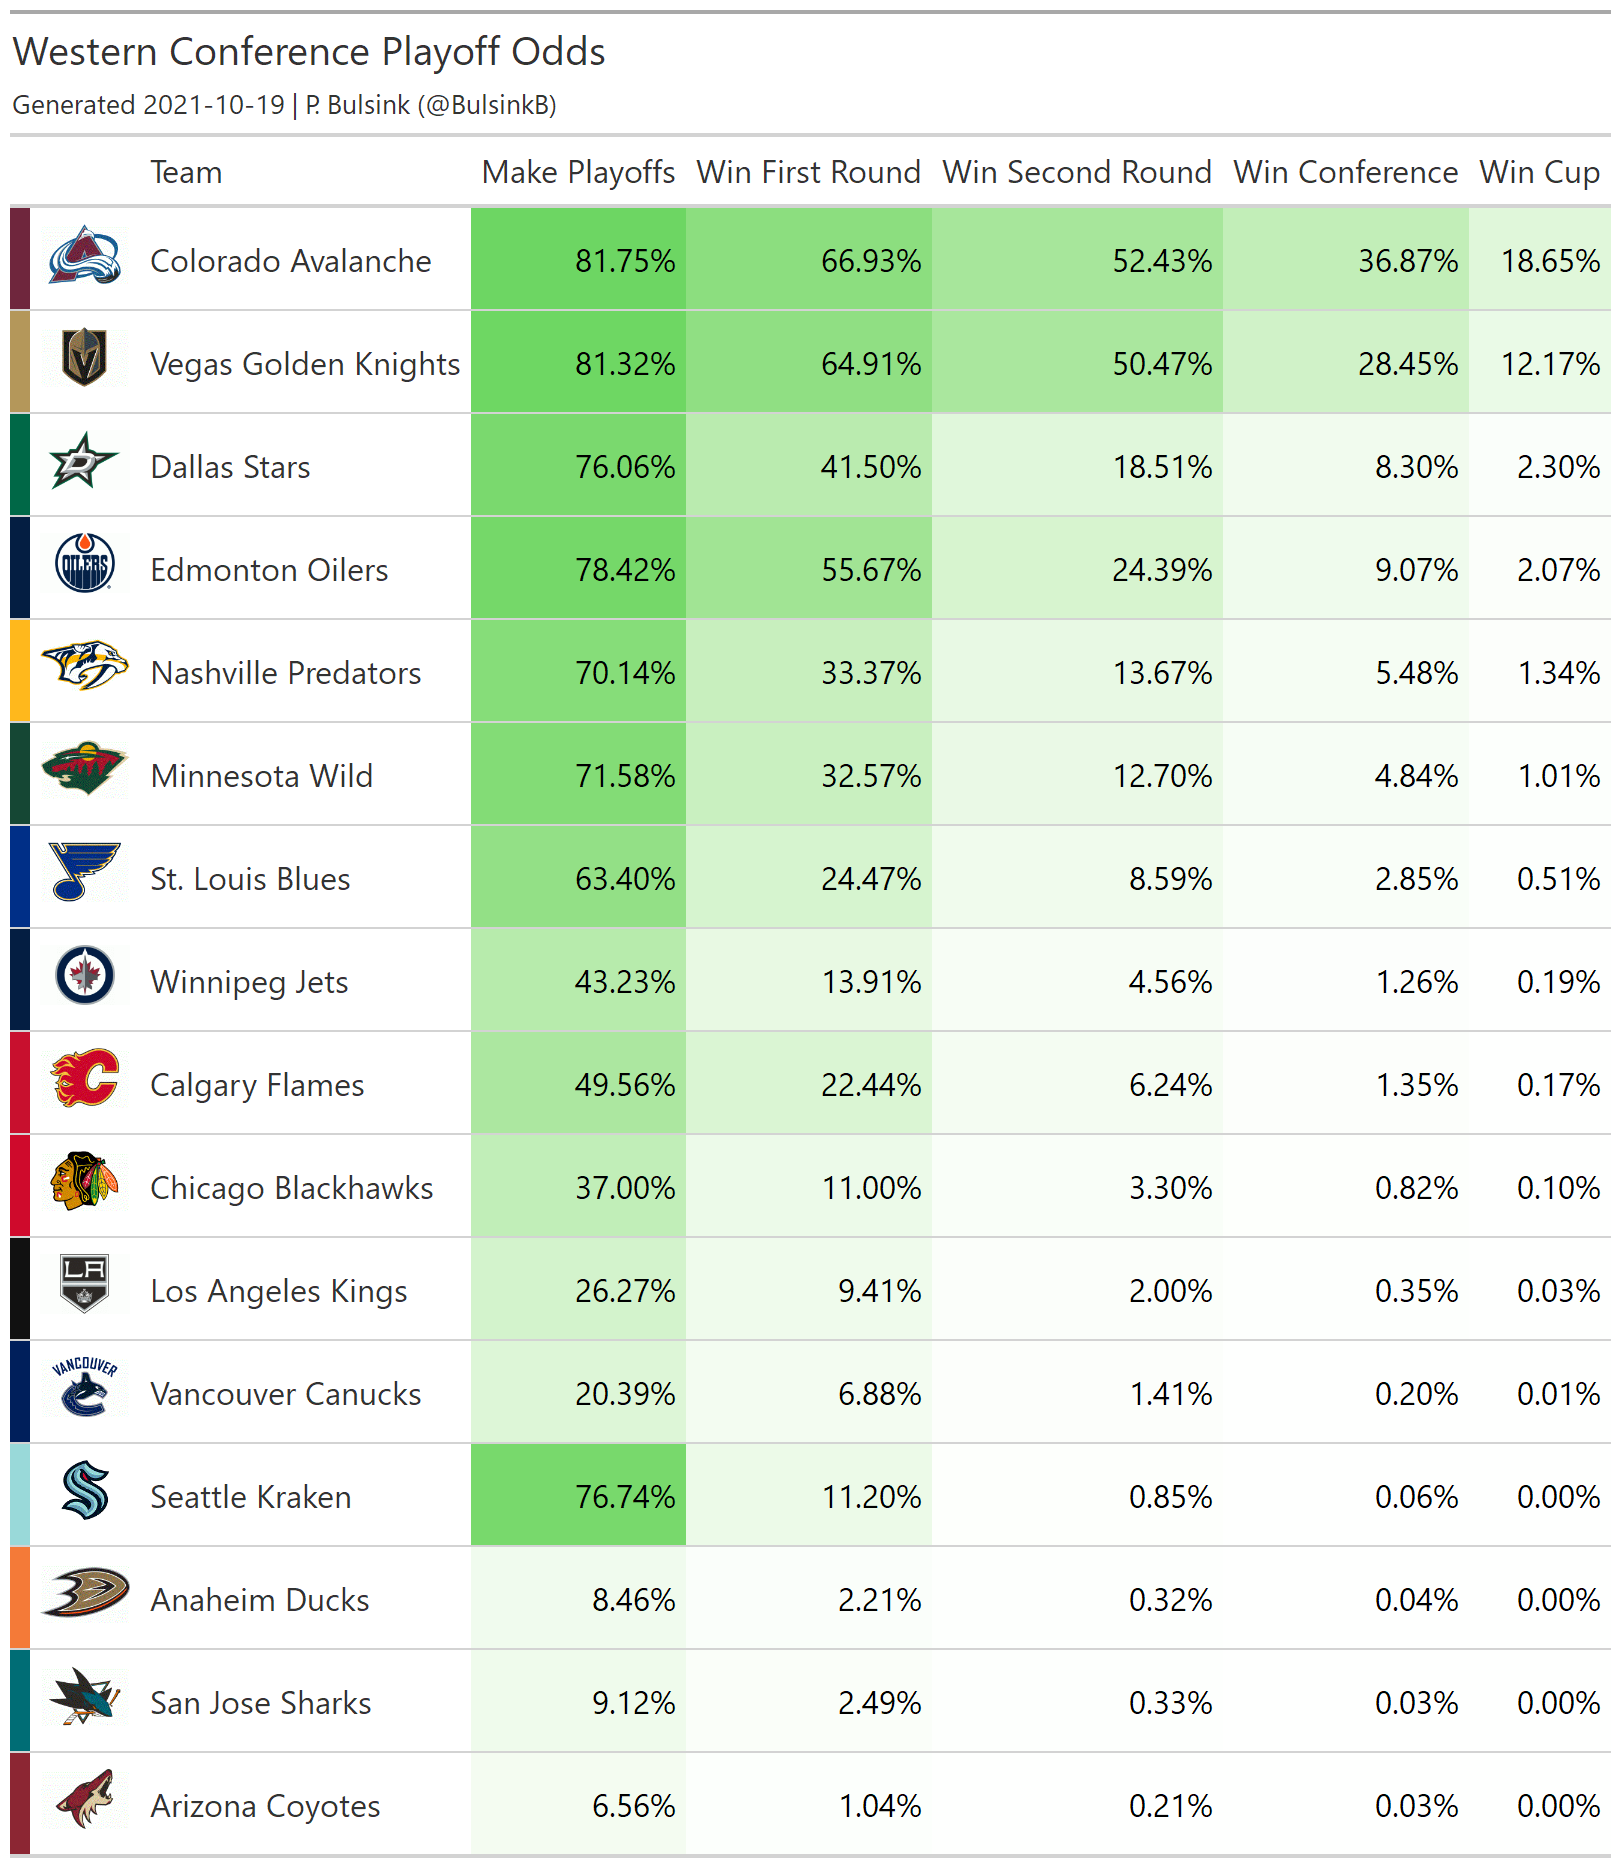 Western Conference Playoff Odds
Generated 2021-10-19 | P. Bulsink (@BulsinkB)
Team Make Playoffs Win First Round Win Second Round Win Conference Win Cup
Colorado Avalanche 81.75% 66.93% 52.43% 36.87% 18.65%
Vegas Golden Knights 81.32% 64.91% 50.47% 28.45% 12.17%
Dallas Stars 76.06% 41.50% 18.51% 8.30% 2.30%
OILERS Edmonton Oilers 78.42% 55.67% 24.39% 9.07% 2.07%
Nashville Predators 70.14% 33.37% 13.67% 5.48% 1.34%
Minnesota Wild 71.58% 32.57% 12.70% 4.84% 1.01%
St. Louis Blues 63.40% 24.47% 8.59% 2.85% 0.51%
Winnipeg Jets 43.23% 13.91% 4.56% 1.26% 0.19%
Calgary Flames 49.56% 22.44% 6.24% 1.35% 0.17%
Chicago Blackhawks 37.00% 11.00% 3.30% 0.82% 0.10%
LA Los Angeles Kings 26.27% 9.41% 2.00% 0.35% 0.03%
VANCOUVER Vancouver Canucks 20.39% 6.88% 1.41% 0.20% 0.01%
Seattle Kraken 76.74% 11.20% 0.85% 0.06% 0.00%
Anaheim Ducks 8.46% 2.21% 0.32% 0.04% 0.00%
San Jose Sharks 9.12% 2.49% 0.33% 0.03% 0.00%
Arizona Coyotes 6.56% 1.04% 0.21% 0.03% 0.00%